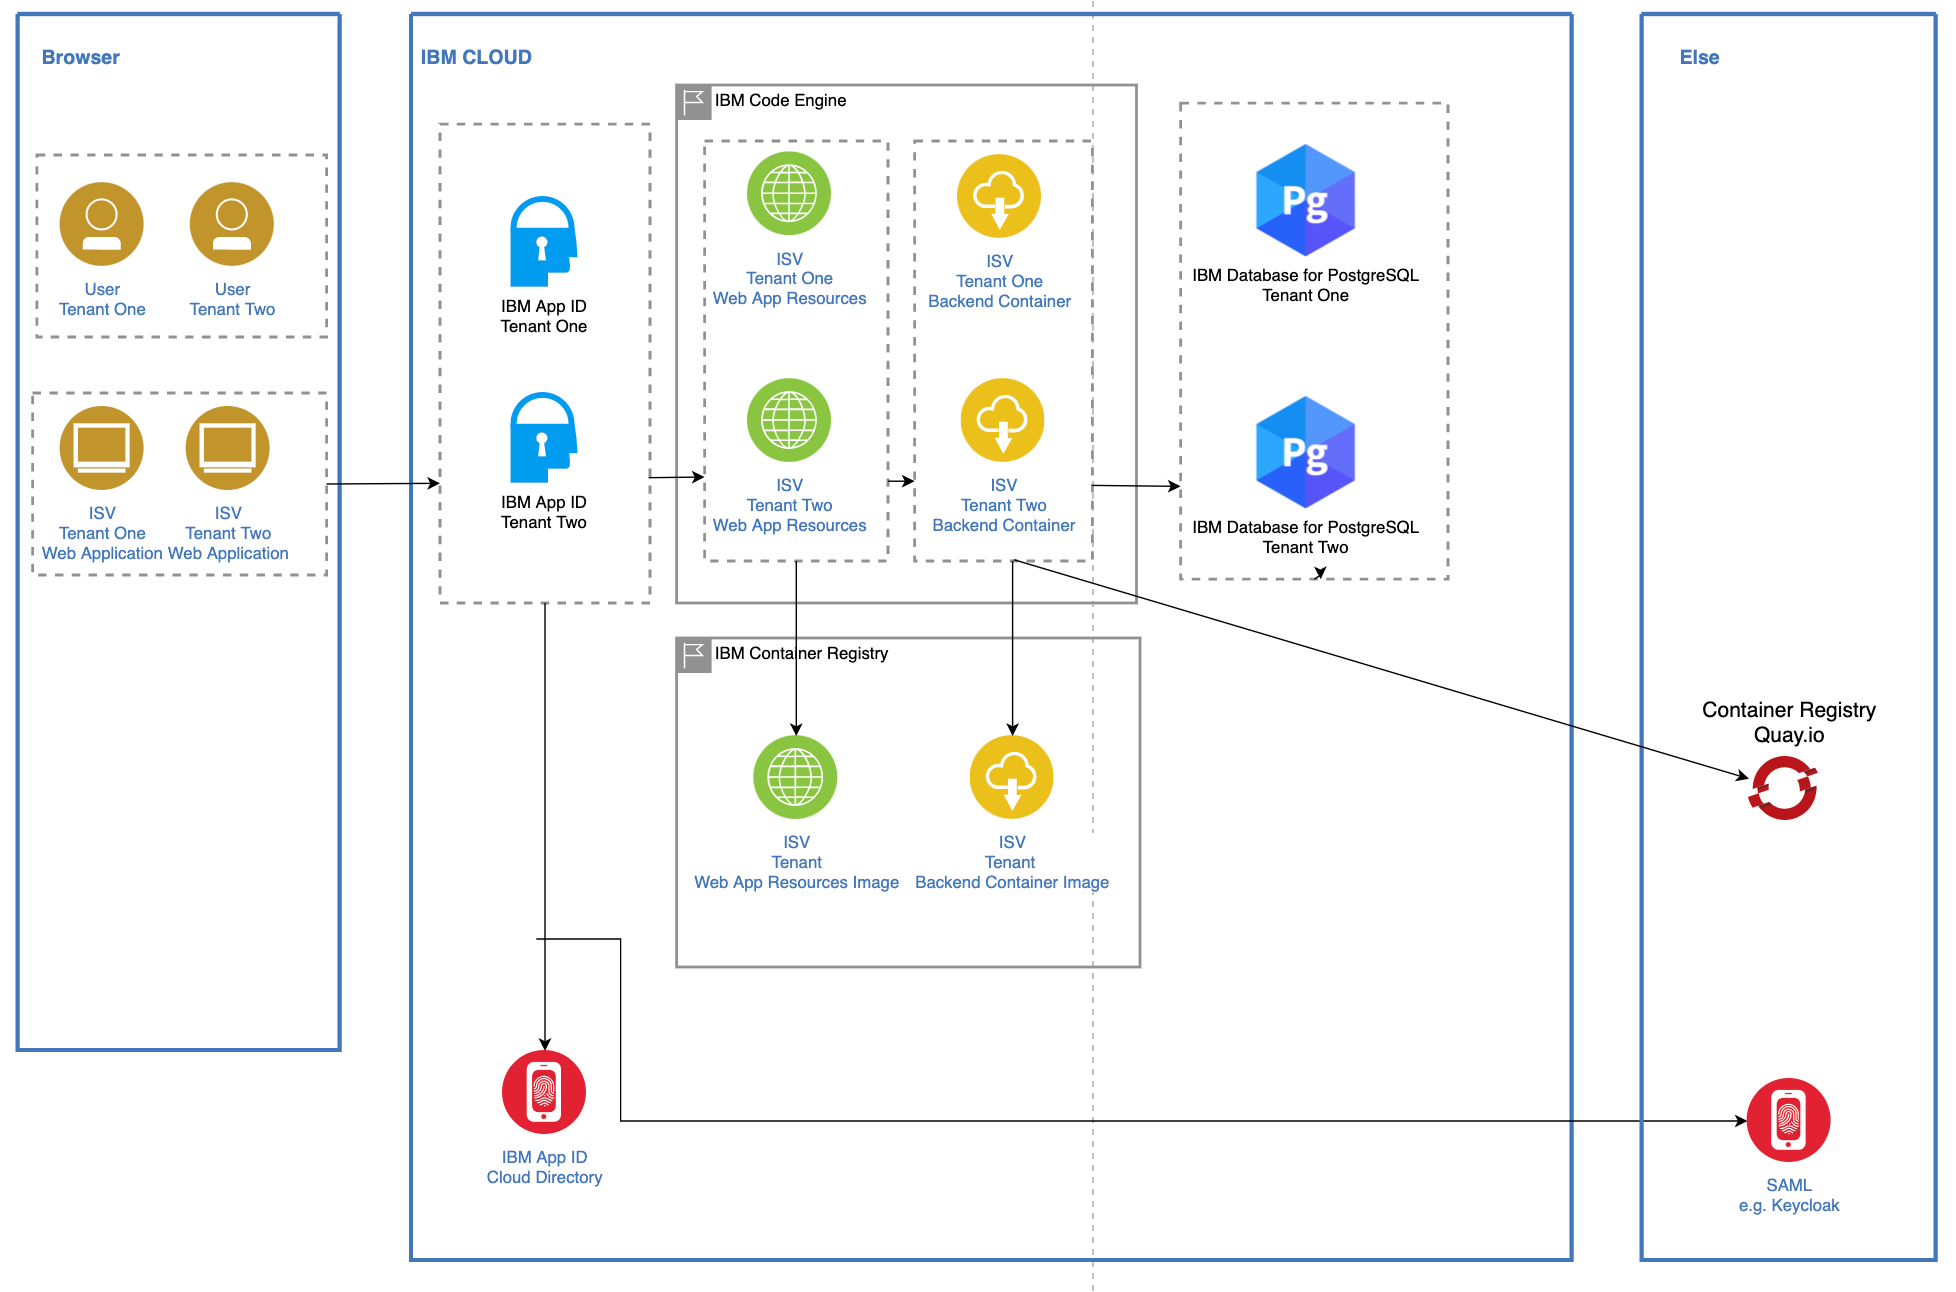 Browser
User
Tenant One
User
Tenant Two
ISV
Tenant One
Web Application
ISV
Tenant Two
Web Application
IBM CLOUD
IBM App ID
Tenant One
IBM App ID
Tenant Two
IBM Code Engine
ISV
Tenant One
Web App Resources
ISV
Tenant One
Backend Container
ISV
Tenant Two
Web App Resources
ISV
Tenant Two
Backend Container
Pg
IBM Database for PostgreSQL
Tenant One
Pg
IBM Database for PostgreSQL
Tenant Two
IBM Container Registry
ISV
Tenant
Web App Resources Image
ISV
Tenant
Backend Container Image
IBM App ID
Cloud Directory
Else
Container Registry
Quay.io
SAML
e.g. Keycloak